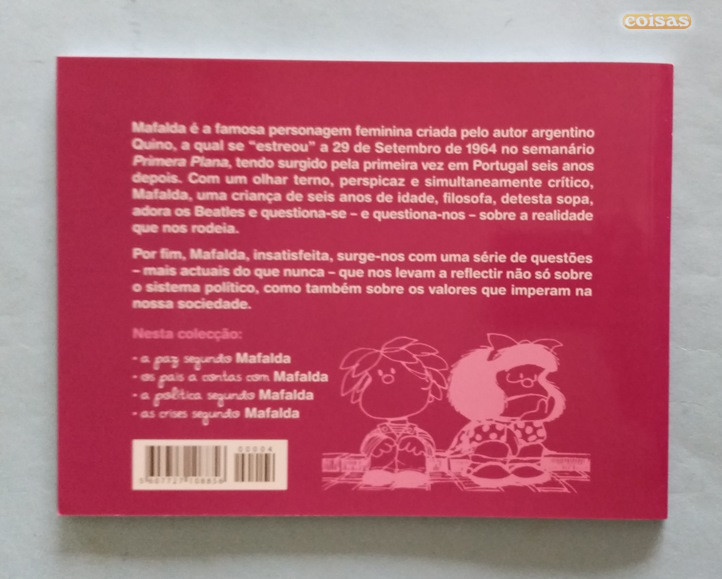 coisas
Mafalda é a famosa personagem feminina criada pelo autor argentino
Quino, a qual se “estreou” a 29 de Setembro de 1964 no semanário
Primera Plana, tendo surgido pela primeira vez em Portugal seis anos
depois. Com um olhar terno, perspicaz e simultaneamente crítico,
Mafalda, uma criança de seis anos de idade, filosofa, detesta sopa,
adora os Beatles e questiona-se – e questiona-nos – sobre a realidade
que nos rodeia.
Por fim, Mafalda, insatisfeita, surge-nos com uma série de questões
– mais actuais do que nunca – que nos levam a reflectir não só sobre
o sistema político, como também sobre os valores que imperam na
nossa sociedade.
Nesta colecção:
- a paz segundo Mafalda
- os pais a contas com Mafalda
- a política segundo Mafalda
- as crises segundo Mafalda
00004